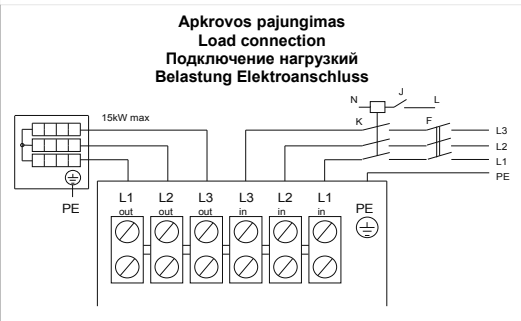 Apkrovos pajungimas
Load connection
Подключение нагрузкий
Belastung Elektroanschluss
N J L
15kW max
K F
L3
L2
L1
PE
PE
L1 L2 L3 L3 L2 L1 PE
out out out in in in